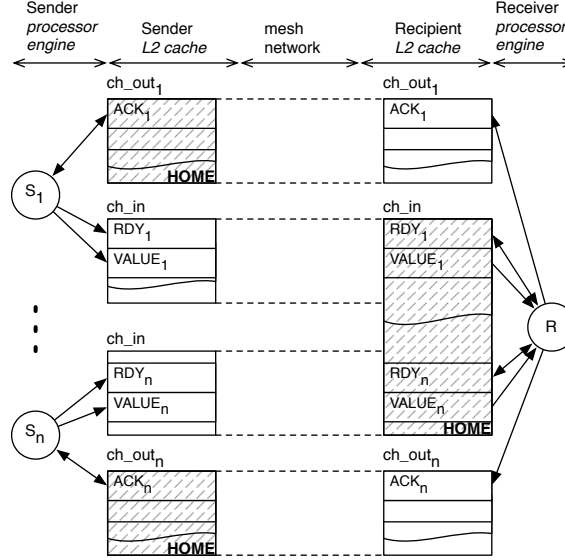 Sender
processor
engine
Sender
L2 cache
mesh
network
Recipient
L2 cache
Receiver
processor
engine
ch_out1
ACK1
HOME
ch_out1
ACK1
S1
ch_in
RDY1
VALUE1
ch_in
RDY1
VALUE1
R
ch_in
RDYn
VALUEn
RDYn
VALUEn
HOME
Sn
ch_outn
ACKn
HOME
ch_outn
ACKn